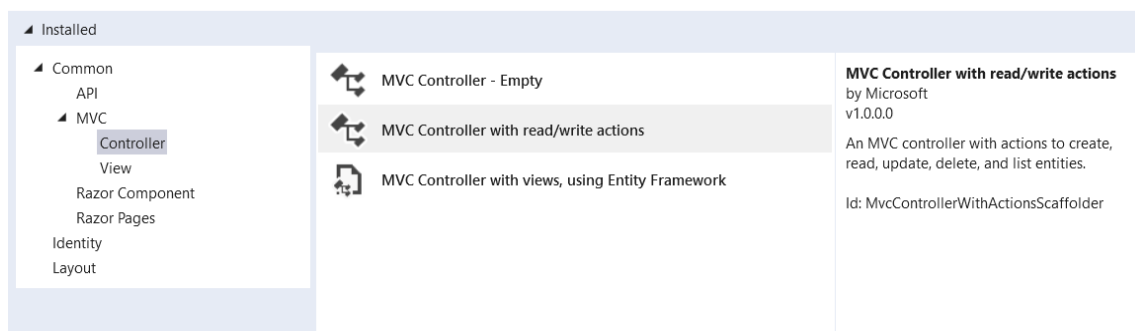 Installed
Common
API
MVC
Controller
View
Razor Component
Razor Pages
Identity
Layout
MVC Controller - Empty
MVC Controller with read/write actions
MVC Controller with views, using Entity Framework
MVC Controller with read/write actions
by Microsoft
v1.0.0.0
An MVC controller with actions to create,
read, update, delete, and list entities.
Id: MvcControllerWithActionsScaffolder